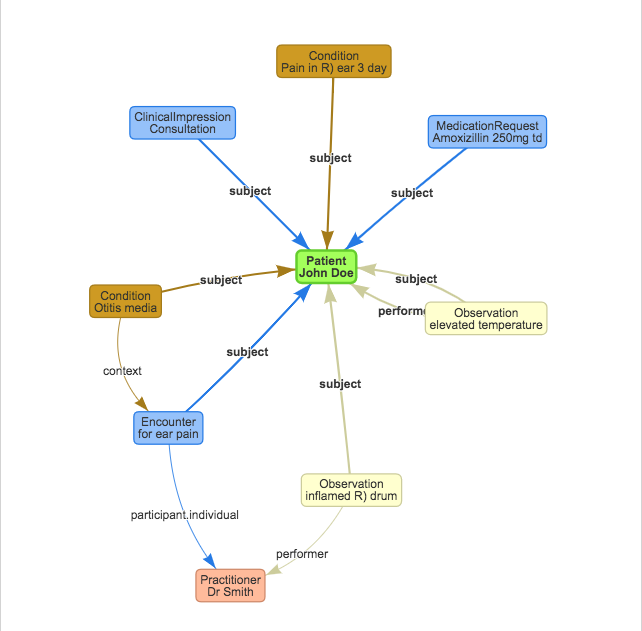 Condition
Pain in R) ear 3 day
ClinicalImpression
Consultation
MedicationRequest
Amoxizillin 250mg td
subject
subject
subject
Patient
John Doe
subject
subject
Condition
Otitis media
performe
Observation
elevated temperature
subject
context
subject
Encounter
for ear pain
Observation
inflamed R) drum
participant.individual
performer
Practitioner
Dr Smith